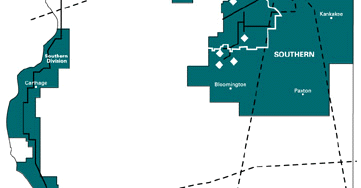 Kankakee
Southern
Division
SOUTHERN
Carthage
Bloomington
Paxton